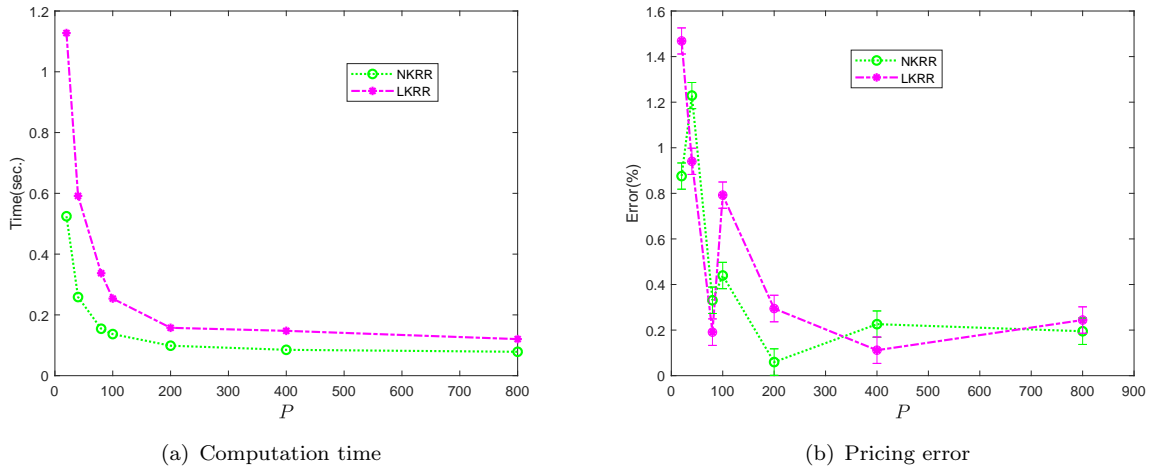 1.2
1
0.8
0.6
0.4
0.2
0
Time(sec.)
NKRR
LKRR
0 100 200 300 400 500 600 700 800
P
(a) Computation time
1.6
1.4
1.2
1
0.8
0.6
0.4
0.2
0
Error(%)
NKRR
LKRR
0 100 200 300 400 500 600 700 800 900
P
(b) Pricing error